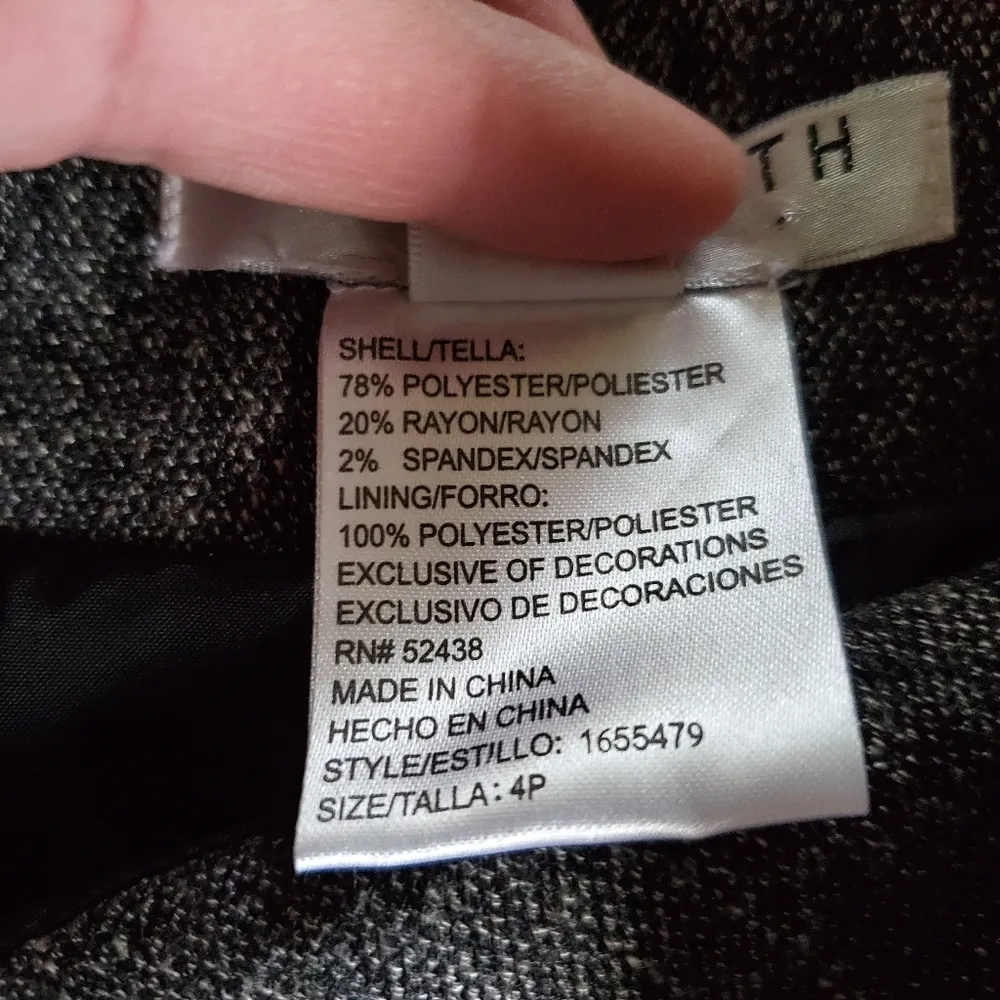 TH
SHELL/TELLA:
78% POLYESTER/POLIESTER
20% RAYON/RAYON
2% SPANDEX/SPANDEX
LINING/FORRO:
100% POLYESTER/POLIESTER
EXCLUSIVE OF DECORATIONS
EXCLUSIVO DE DECORACIONES
RN# 52438
MADE IN CHINA
HECHO EN CHINA
STYLE/ESTILLO: 1655479
SIZE/TALLA: 4P